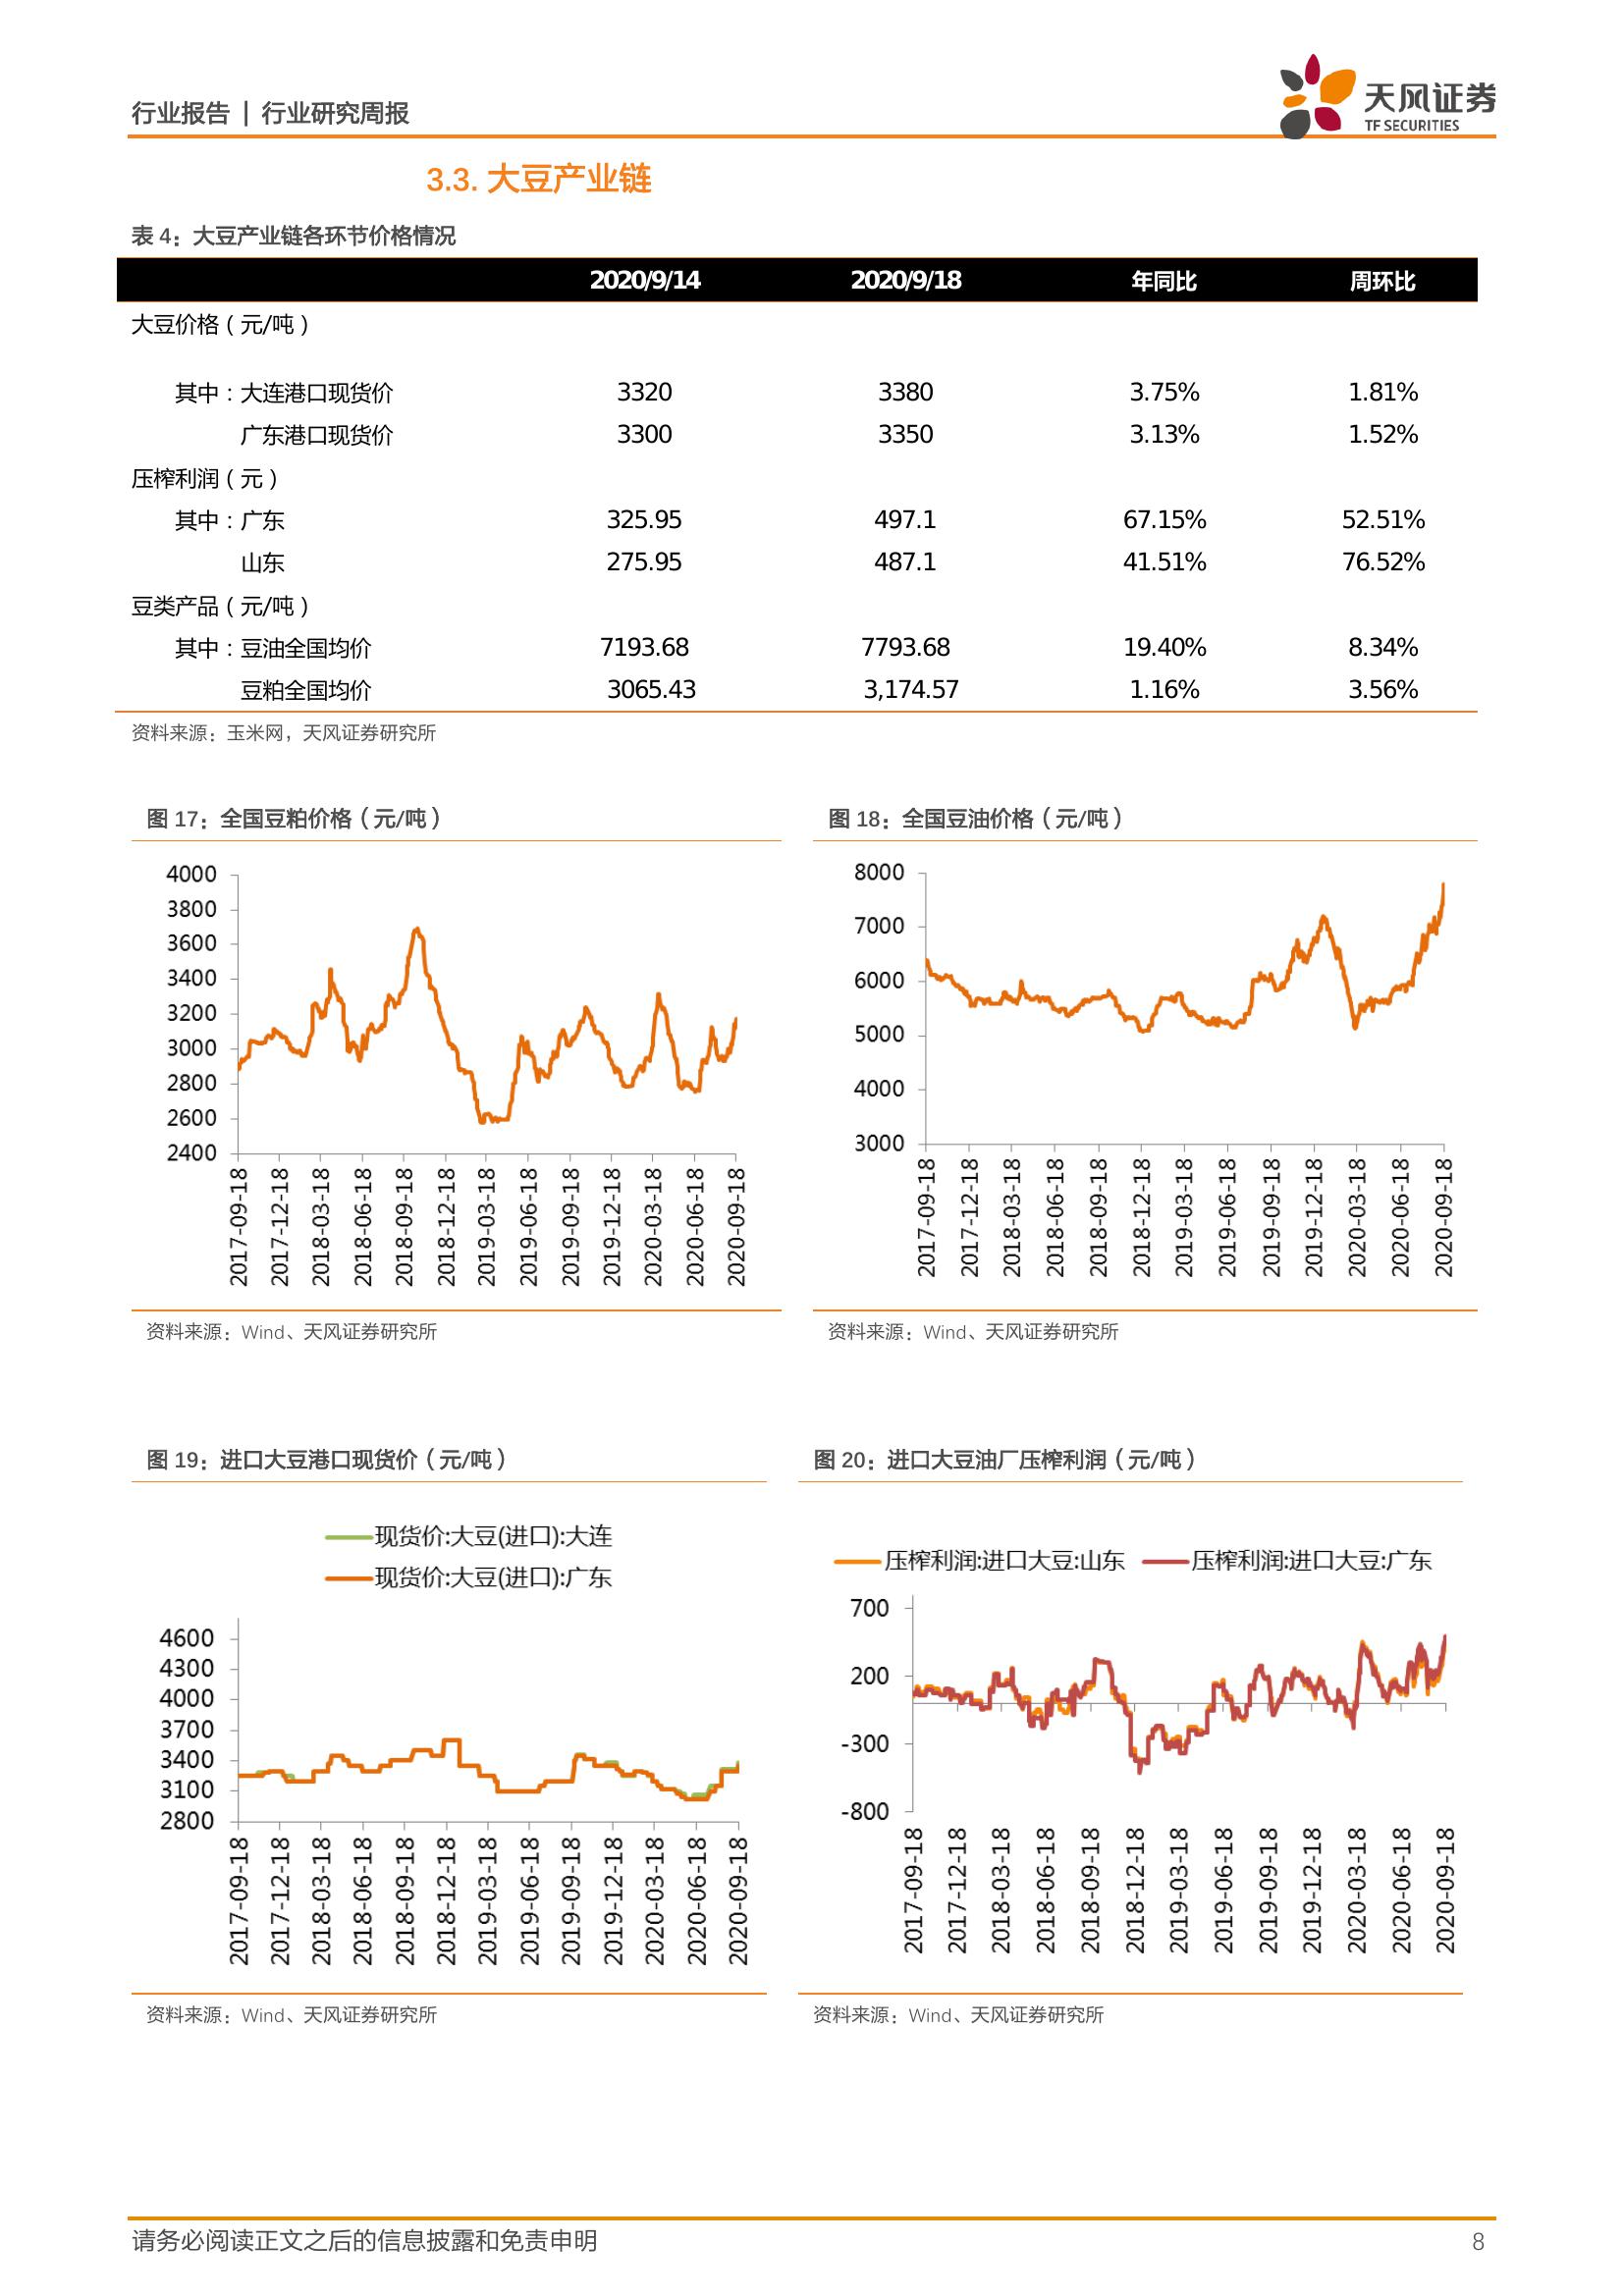 行业报告 | 行业研究周报
天风证券
TF SECURITIES
3.3. 大豆产业链
表 4：大豆产业链各环节价格情况
2020/9/14 2020/9/18 年同比 周环比
大豆价格（元/吨）
其中：大连港口现货价 3320 3380 3.75% 1.81%
广东港口现货价 3300 3350 3.13% 1.52%
压榨利润（元）
其中：广东 325.95 497.1 67.15% 52.51%
山东 275.95 487.1 41.51% 76.52%
豆类产品（元/吨）
其中：豆油全国均价 7193.68 7793.68 19.40% 8.34%
豆粕全国均价 3065.43 3,174.57 1.16% 3.56%
资料来源：玉米网，天风证券研究所
图 17：全国豆粕价格（元/吨）
4000
3800
3600
3400
3200
3000
2800
2600
2400
2017-09-18
2017-12-18
2018-03-18
2018-06-18
2018-09-18
2018-12-18
2019-03-18
2019-06-18
2019-09-18
2019-12-18
2020-03-18
2020-06-18
2020-09-18
资料来源：Wind、天风证券研究所
图 18：全国豆油价格（元/吨）
8000
7000
6000
5000
4000
3000
2017-09-18
2017-12-18
2018-03-18
2018-06-18
2018-09-18
2018-12-18
2019-03-18
2019-06-18
2019-09-18
2019-12-18
2020-03-18
2020-06-18
2020-09-18
资料来源：Wind、天风证券研究所
图 19：进口大豆港口现货价（元/吨）
现货价:大豆(进口):大连
现货价:大豆(进口):广东
4600
4300
4000
3700
3400
3100
2800
2017-09-18
2017-12-18
2018-03-18
2018-06-18
2018-09-18
2018-12-18
2019-03-18
2019-06-18
2019-09-18
2019-12-18
2020-03-18
2020-06-18
2020-09-18
资料来源：Wind、天风证券研究所
图 20：进口大豆油厂压榨利润（元/吨）
压榨利润:进口大豆:山东 压榨利润:进口大豆:广东
700
200
-300
-800
2017-09-18
2017-12-18
2018-03-18
2018-06-18
2018-09-18
2018-12-18
2019-03-18
2019-06-18
2019-09-18
2019-12-18
2020-03-18
2020-06-18
2020-09-18
资料来源：Wind、天风证券研究所
请务必阅读正文之后的信息披露和免责申明 8